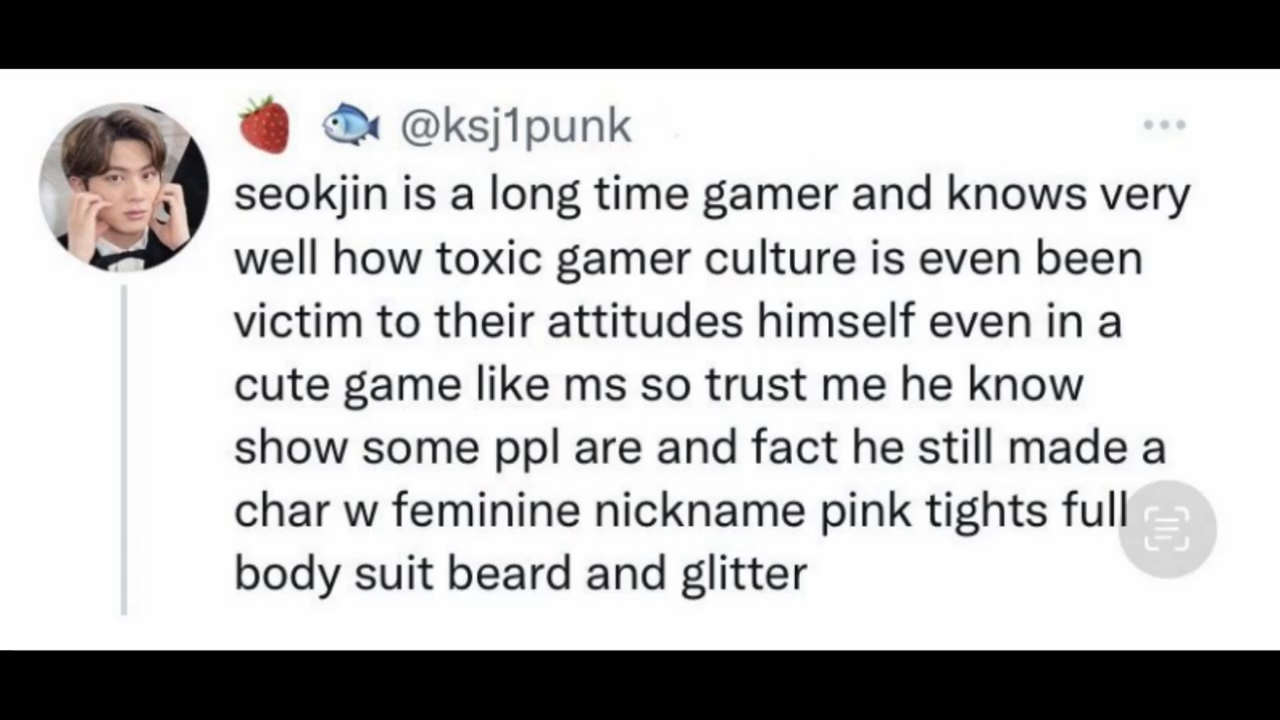 🍓 🐟 @ksj1punk
seokjin is a long time gamer and knows very
well how toxic gamer culture is even been
victim to their attitudes himself even in a
cute game like ms so trust me he know
show some ppl are and fact he still made a
char w feminine nickname pink tights full
body suit beard and glitter